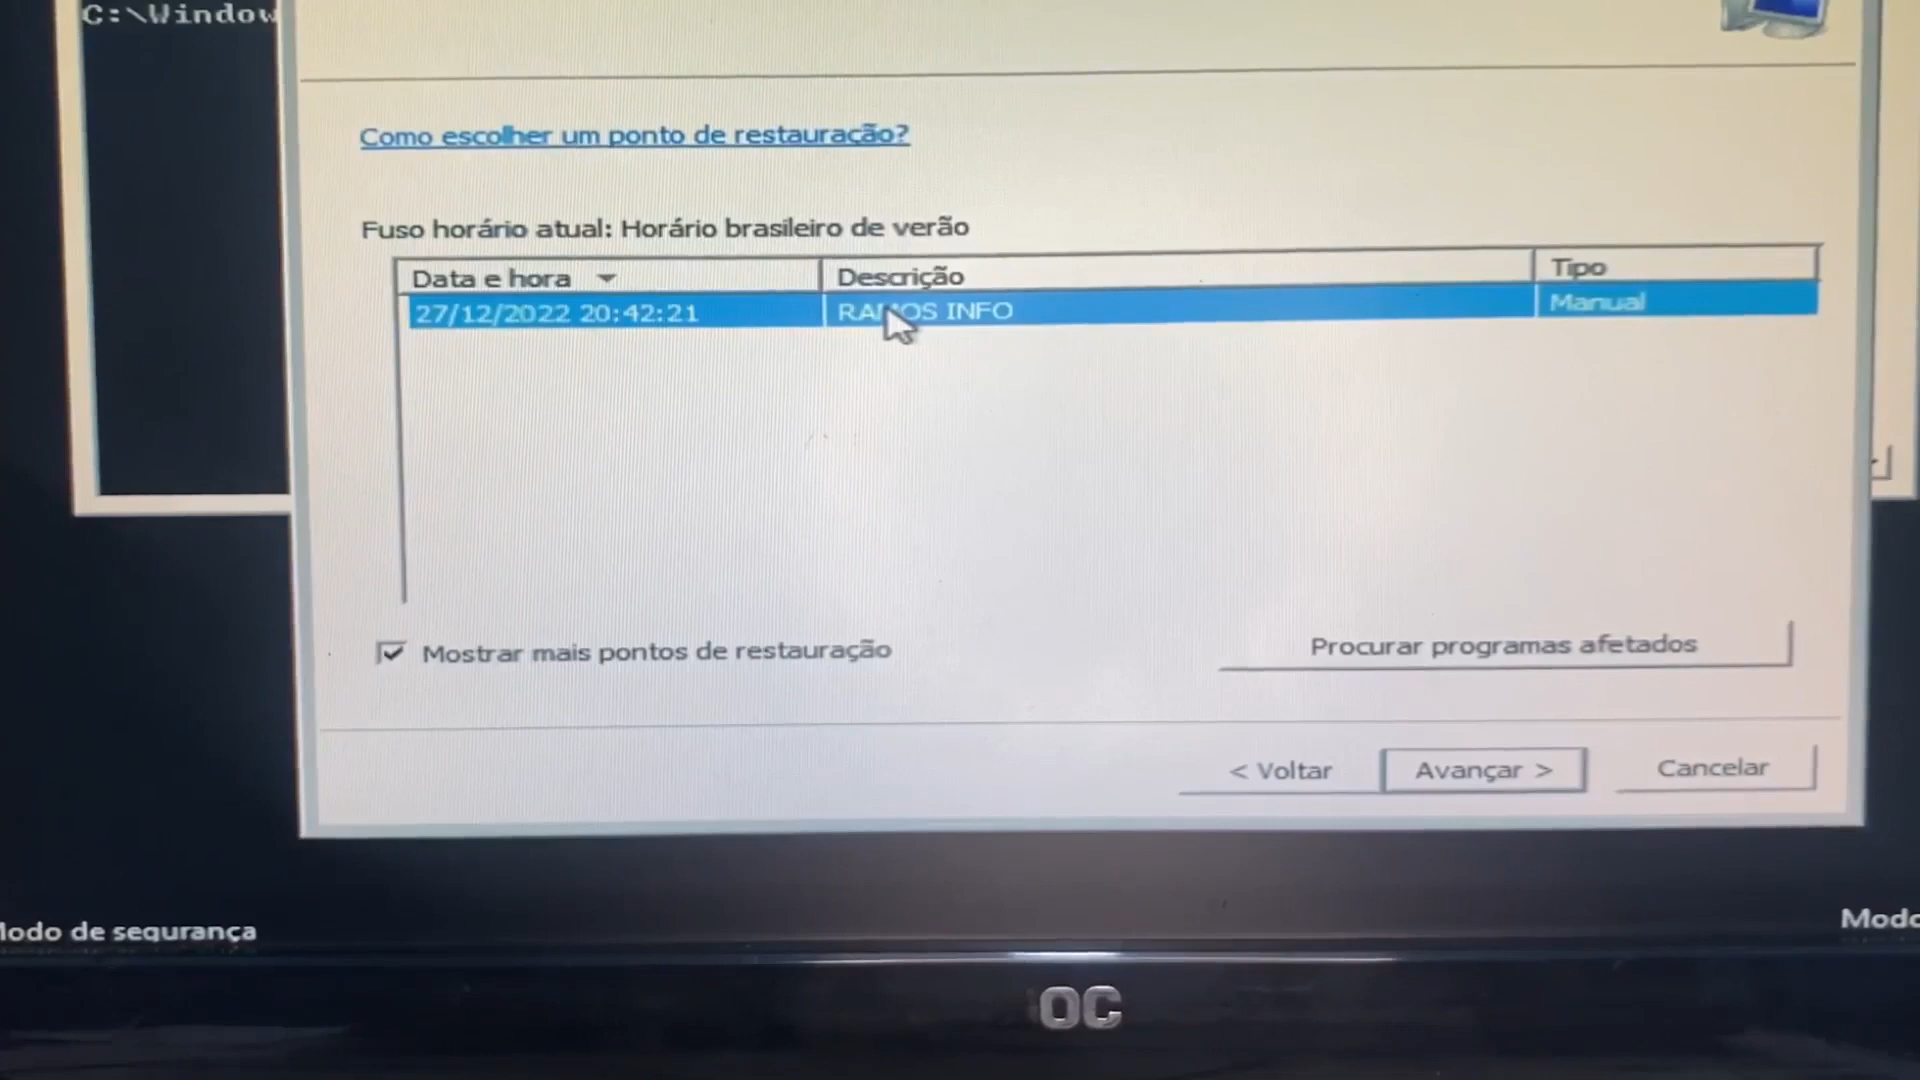 C:\Window
Como escolher um ponto de restauração?
Fuso horário atual: Horário brasileiro de verão
Data e hora Descrição Tipo
27/12/2022 20:42:21 RAMOS INFO Manual
Mostrar mais pontos de restauração Procurar programas afetados
< Voltar Avançar > Cancelar
Modo de segurança Modo
OC